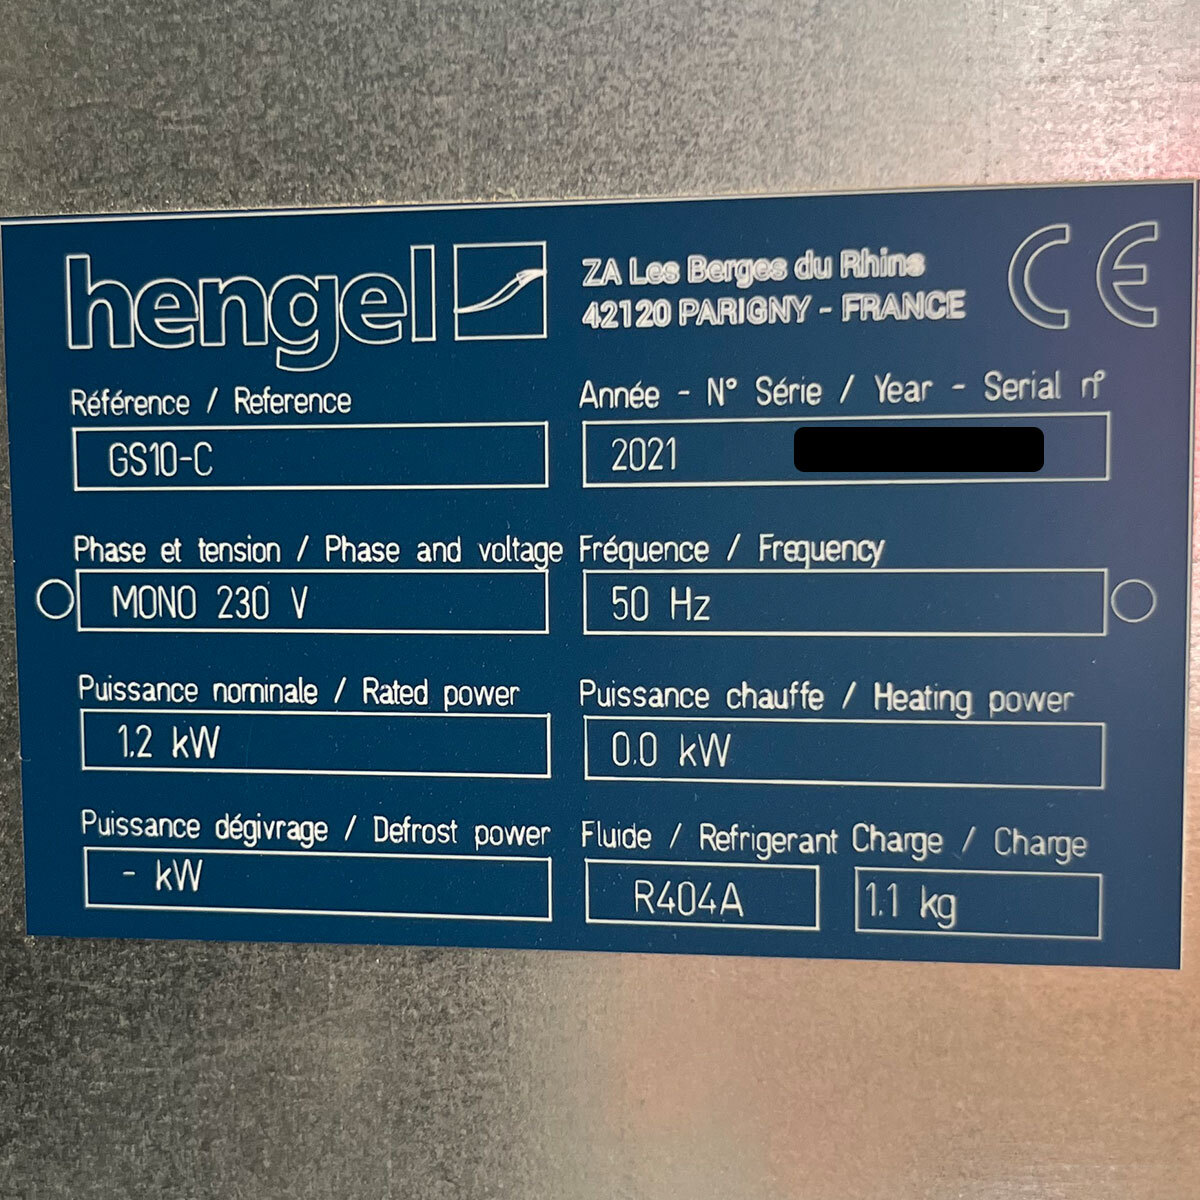 hengel
ZA Les Berges du Rhins
42120 PARIGNY - FRANCE
CE
Référence / Reference
GS10-C
Année - N° Série / Year - Serial n°
2021
Phase et tension / Phase and voltage
MONO 230 V
Fréquence / Frequency
50 Hz
Puissance nominale / Rated power
1.2 kW
Puissance chauffe / Heating power
0.0 kW
Puissance dégivrage / Defrost power
- kW
Fluide / Refrigerant
R404A
Charge / Charge
1.1 kg